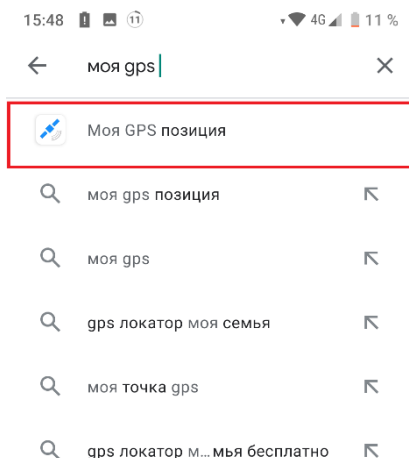 15:48 11 4G 11 %
моя gps
Моя GPS позиция
моя gps позиция
моя gps
gps локатор моя семья
моя точка gps
gps локатор м...мья бесплатно